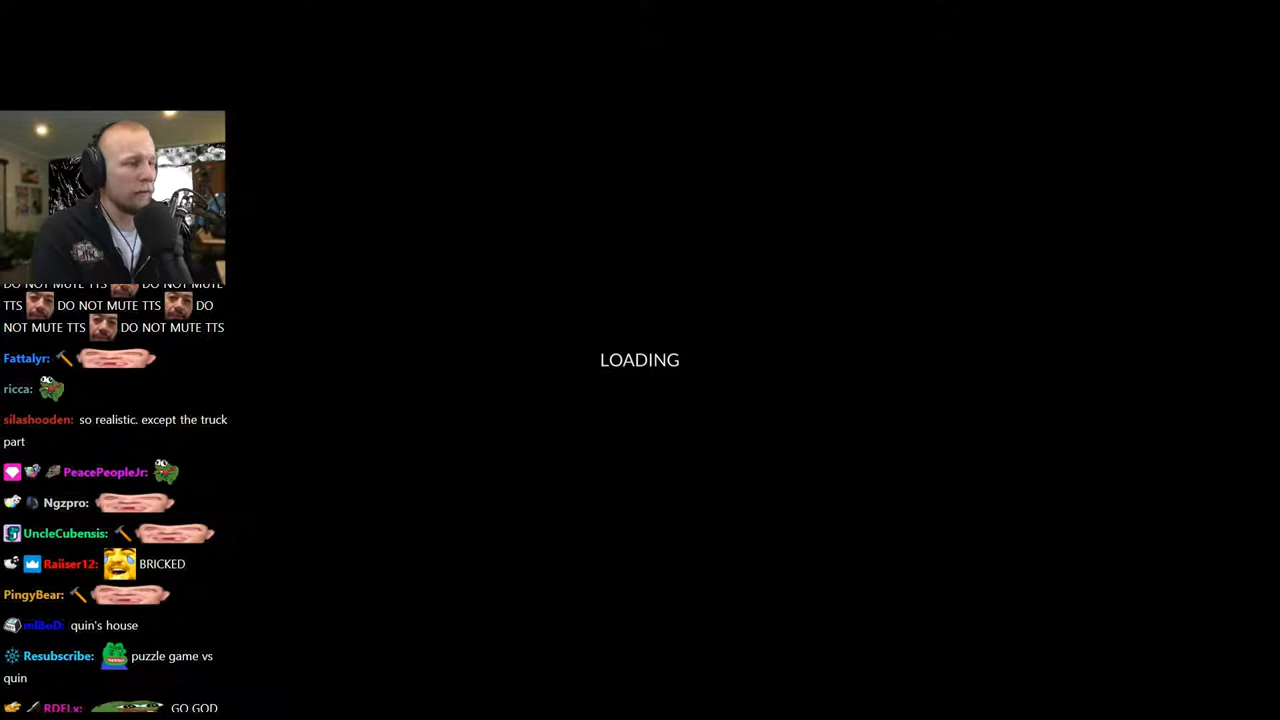 DO NOT MUTE TTS DO NOT MUTE
TTS DO NOT MUTE TTS DO
NOT MUTE TTS DO NOT MUTE TTS
Fattalyr:
ricca:
silashooden: so realistic. except the truck
part
PeacePeopleJr:
Ngzpro:
UncleCubensis:
Raiiser12: BRICKED
PingyBear:
mIBoD: quin's house
Resubscribe: puzzle game vs
quin
RDELx: GO GOD
LOADING